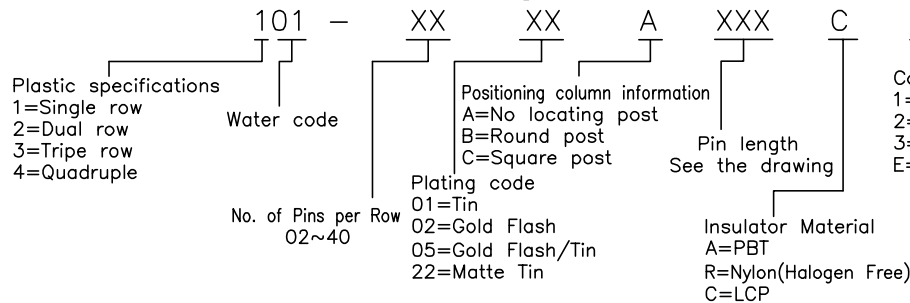 101 - XX XX A XXX C
Plastic specifications
1=Single row
2=Dual row
3=Tripe row
4=Quadruple
Water code
No. of Pins per Row
02~40
Plating code
01=Tin
02=Gold Flash
05=Gold Flash/Tin
22=Matte Tin
Positioning column information
A=No locating post
B=Round post
C=Square post
Pin length
See the drawing
Insulator Material
A=PBT
R=Nylon(Halogen Free)
C=LCP
1=
2=
3=
E=